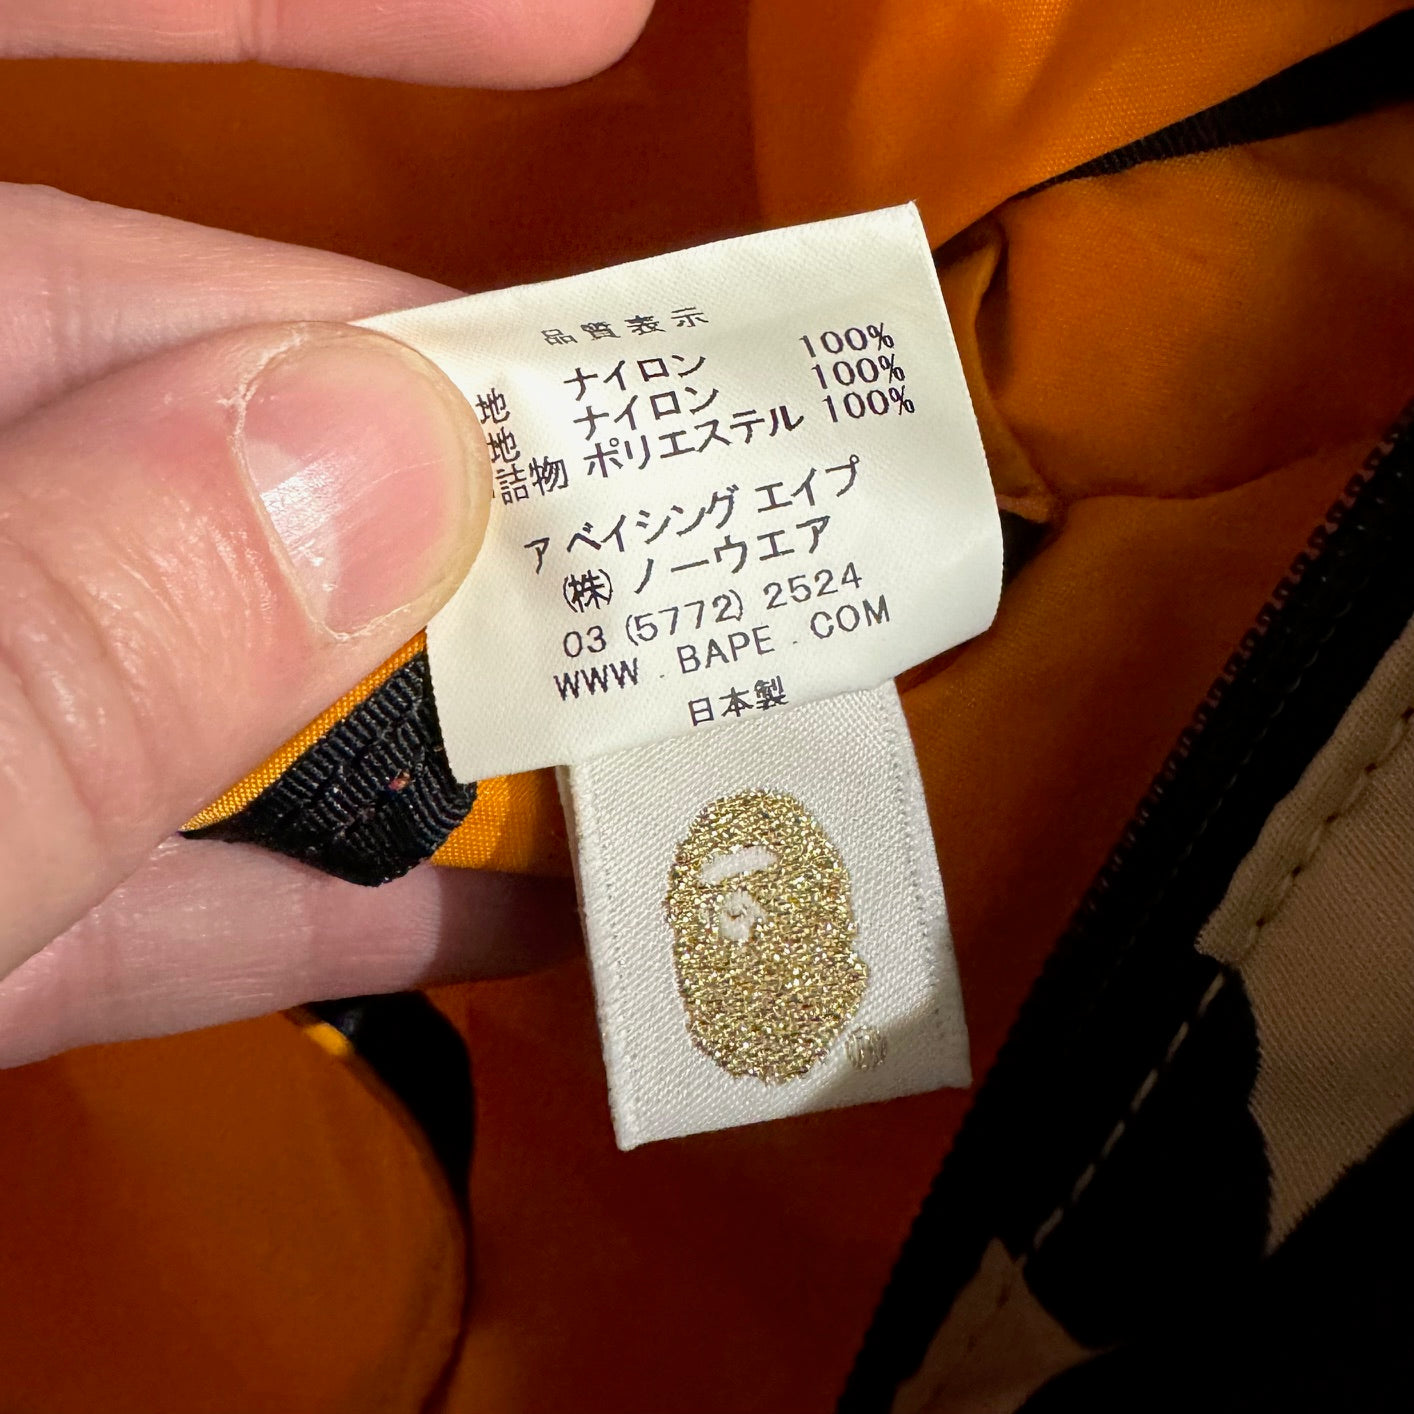 品質表示
地 ナイロン 100%
地 ナイロン 100%
詰物 ポリエステル 100%
ア ベイシング エイプ
(株) ノーウエア
03 (5772) 2524
WWW . BAPE . COM
日本製
®